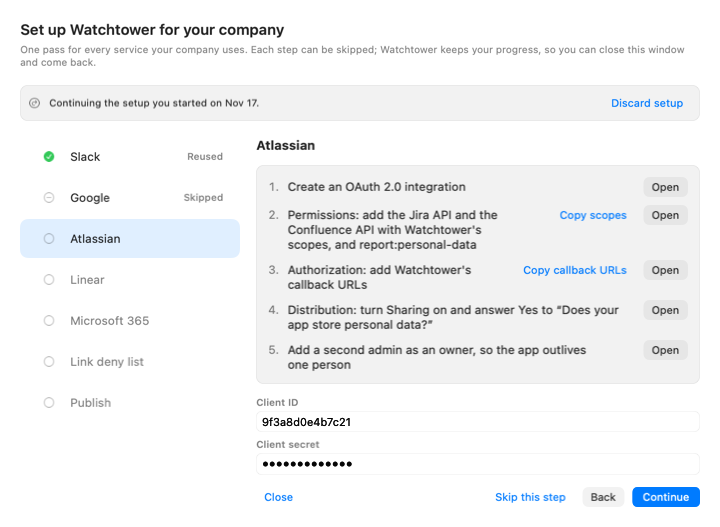 Set up Watchtower for your company
One pass for every service your company uses. Each step can be skipped; Watchtower keeps your progress, so you can close this window
and come back.
Continuing the setup you started on Nov 17.
Discard setup
Slack
Reused
Google
Skipped
Atlassian
Linear
Microsoft 365
Link deny list
Publish
Atlassian
1. Create an OAuth 2.0 integration
Open
2. Permissions: add the Jira API and the
Confluence API with Watchtower's
scopes, and report:personal-data
Copy scopes
Open
3. Authorization: add Watchtower's
callback URLs
Copy callback URLs
Open
4. Distribution: turn Sharing on and answer Yes to “Does your
app store personal data?”
Open
5. Add a second admin as an owner, so the app outlives
one person
Open
Client ID
9f3a8d0e4b7c21
Client secret
•••••••••••••
Close
Skip this step
Back
Continue